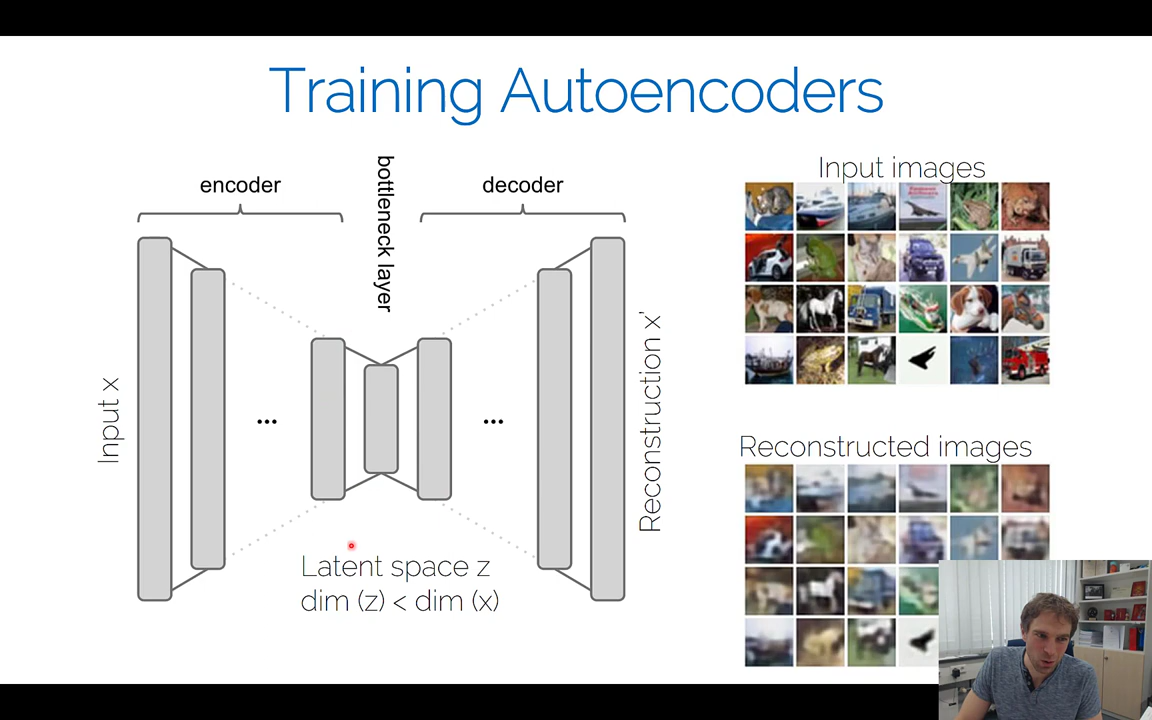 Training Autoencoders
encoder
bottleneck layer
decoder
Input x
...
...
Reconstruction x'
Latent space z
dim (z) < dim (x)
Input images
Reconstructed images